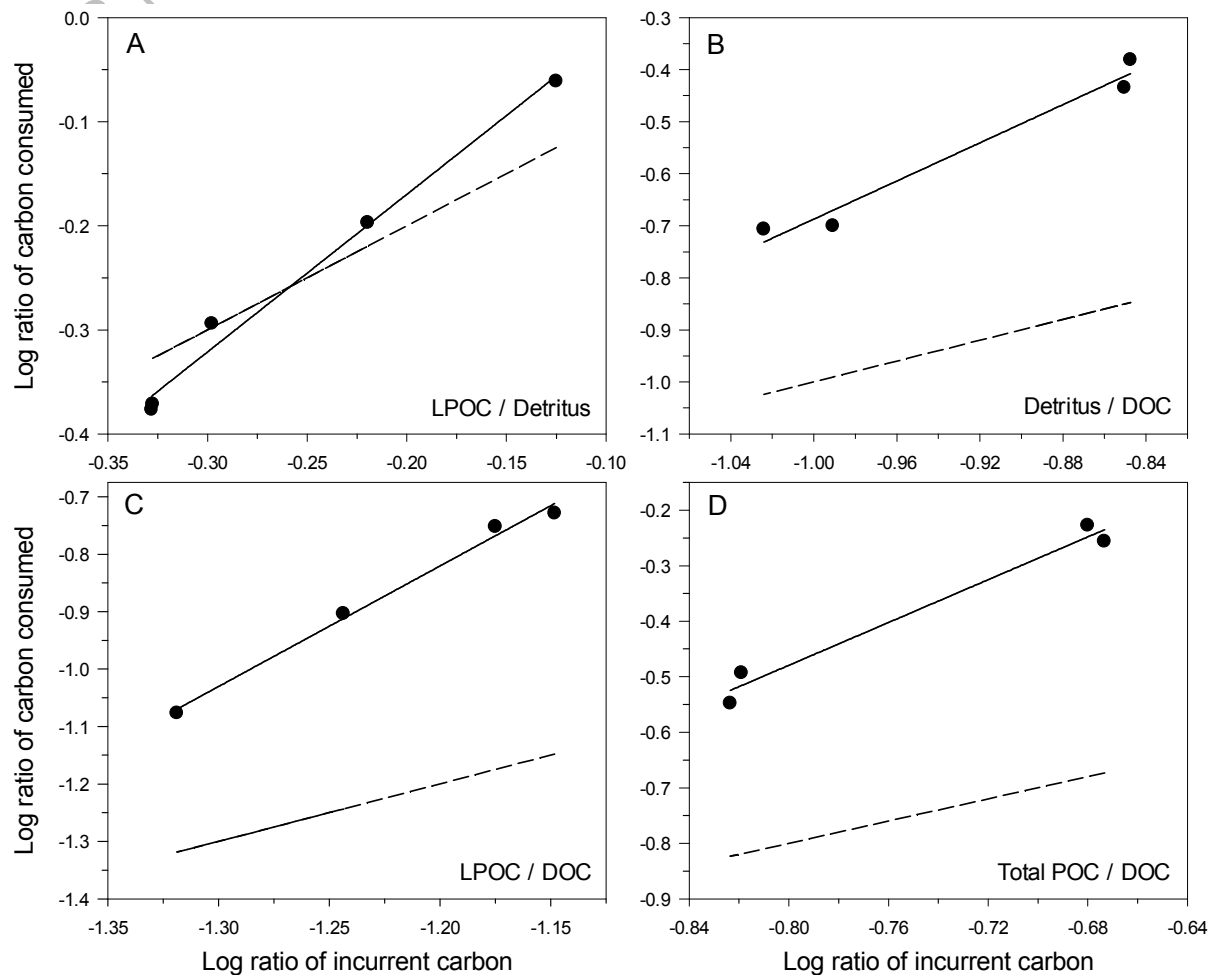 A
B
0.0
-0.1
-0.2
-0.3
-0.4
LPOC / Detritus
-0.35 -0.30 -0.25 -0.20 -0.15 -0.10
-0.3
-0.4
-0.5
-0.6
-0.7
-0.8
-0.9
-1.0
-1.1
Detritus / DOC
-1.04 -1.00 -0.96 -0.92 -0.88 -0.84
Log ratio of carbon consumed
C
D
-0.7
-0.8
-0.9
-1.0
-1.1
-1.2
-1.3
-1.4
LPOC / DOC
-1.35 -1.30 -1.25 -1.20 -1.15
-0.2
-0.3
-0.4
-0.5
-0.6
-0.7
-0.8
-0.9
Total POC / DOC
-0.84 -0.80 -0.76 -0.72 -0.68 -0.64
Log ratio of carbon consumed
Log ratio of incurrent carbon
Log ratio of incurrent carbon